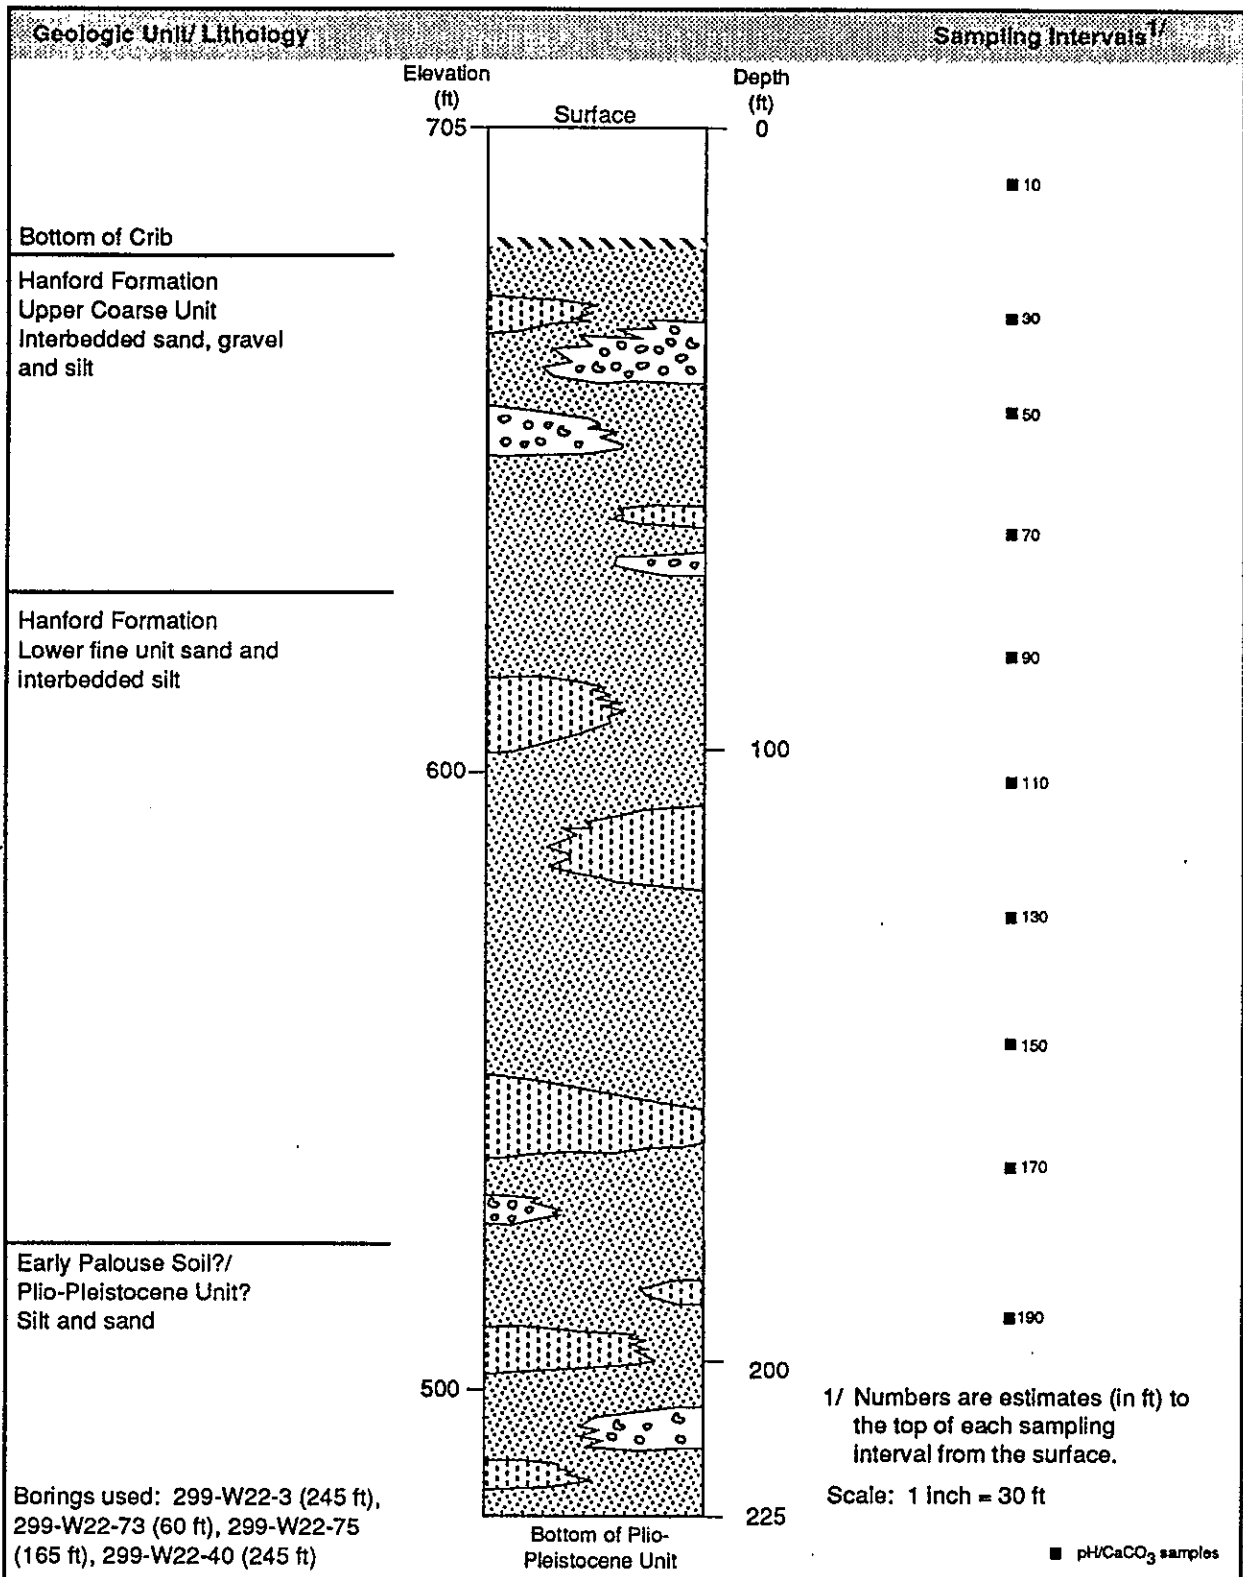 Geologic Unit/ Lithology
Sampling Intervals1/
Elevation
(ft)
Depth
(ft)
Surface
705
0
10
Bottom of Crib
Hanford Formation
Upper Coarse Unit
Interbedded sand, gravel
and silt
30
50
70
Hanford Formation
Lower fine unit sand and
interbedded silt
90
100
600
110
130
150
170
Early Palouse Soil?/
Plio-Pleistocene Unit?
Silt and sand
190
200
500
1/ Numbers are estimates (in ft) to
the top of each sampling
interval from the surface.
Scale: 1 inch = 30 ft
Borings used: 299-W22-3 (245 ft),
299-W22-73 (60 ft), 299-W22-75
(165 ft), 299-W22-40 (245 ft)
225
Bottom of Plio-
Pleistocene Unit
pH/CaCO3 samples